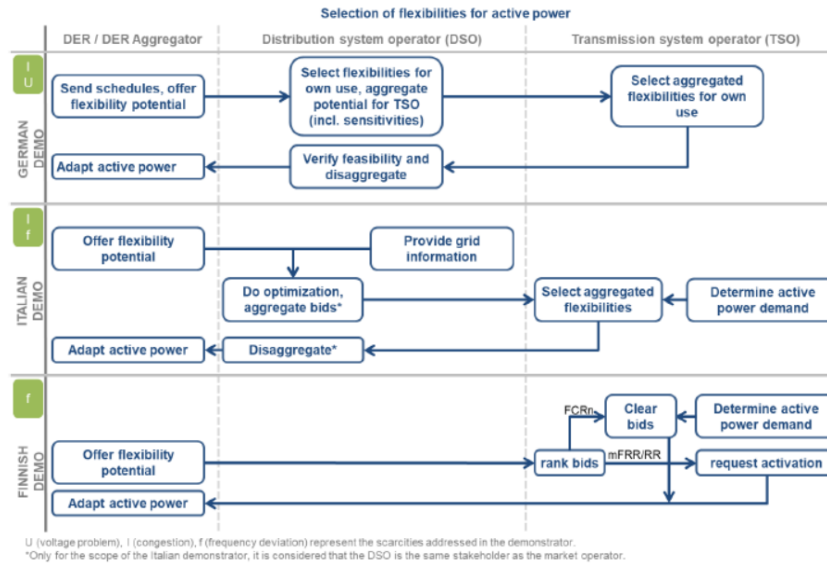 Selection of flexibilities for active power
DER / DER Aggregator
Distribution system operator (DSO)
Transmission system operator (TSO)
GERMAN
DEMO
I
U
Send schedules, offer
flexibility potential
Select flexibilities for
own use, aggregate
potential for TSO
(incl. sensitivities)
Select aggregated
flexibilities for own
use
Adapt active power
Verify feasibility and
disaggregate
ITALIAN
DEMO
I
f
Offer flexibility
potential
Provide grid
information
Do optimization,
aggregate bids*
Select aggregated
flexibilities
Determine active
power demand
Adapt active power
Disaggregate*
FINNISH
DEMO
f
FCRn
Clear
bids
Determine active
power demand
Offer flexibility
potential
rank bids
mFRR/RR
request activation
Adapt active power
U (voltage problem), I (congestion), f (frequency deviation) represent the scarcities addressed in the demonstrator.
*Only for the scope of the Italian demonstrator, it is considered that the DSO is the same stakeholder as the market operator.